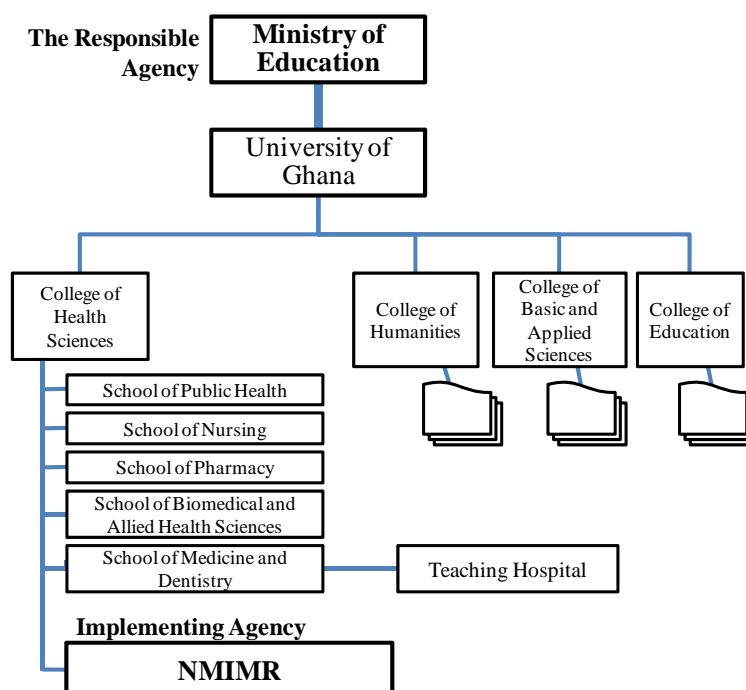 The Responsible
Agency
Ministry of
Education
University of
Ghana
College of
Health
Sciences
College of
Humanities
College of
Basic and
Applied
Sciences
College of
Education
School of Public Health
School of Nursing
School of Pharmacy
School of Biomedical and
Allied Health Sciences
School of Medicine and
Dentistry
Teaching Hospital
Implementing Agency
NMIMR